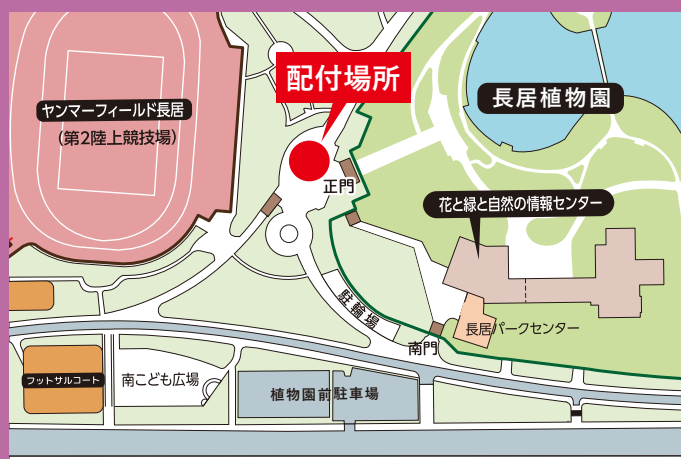 配付場所
長居植物園
ヤンマーフィールド長居
(第2陸上競技場)
正門
花と緑と自然の情報センター
駐輪場
長居パークセンター
南門
フットサルコート
南こども広場
植物園前駐車場